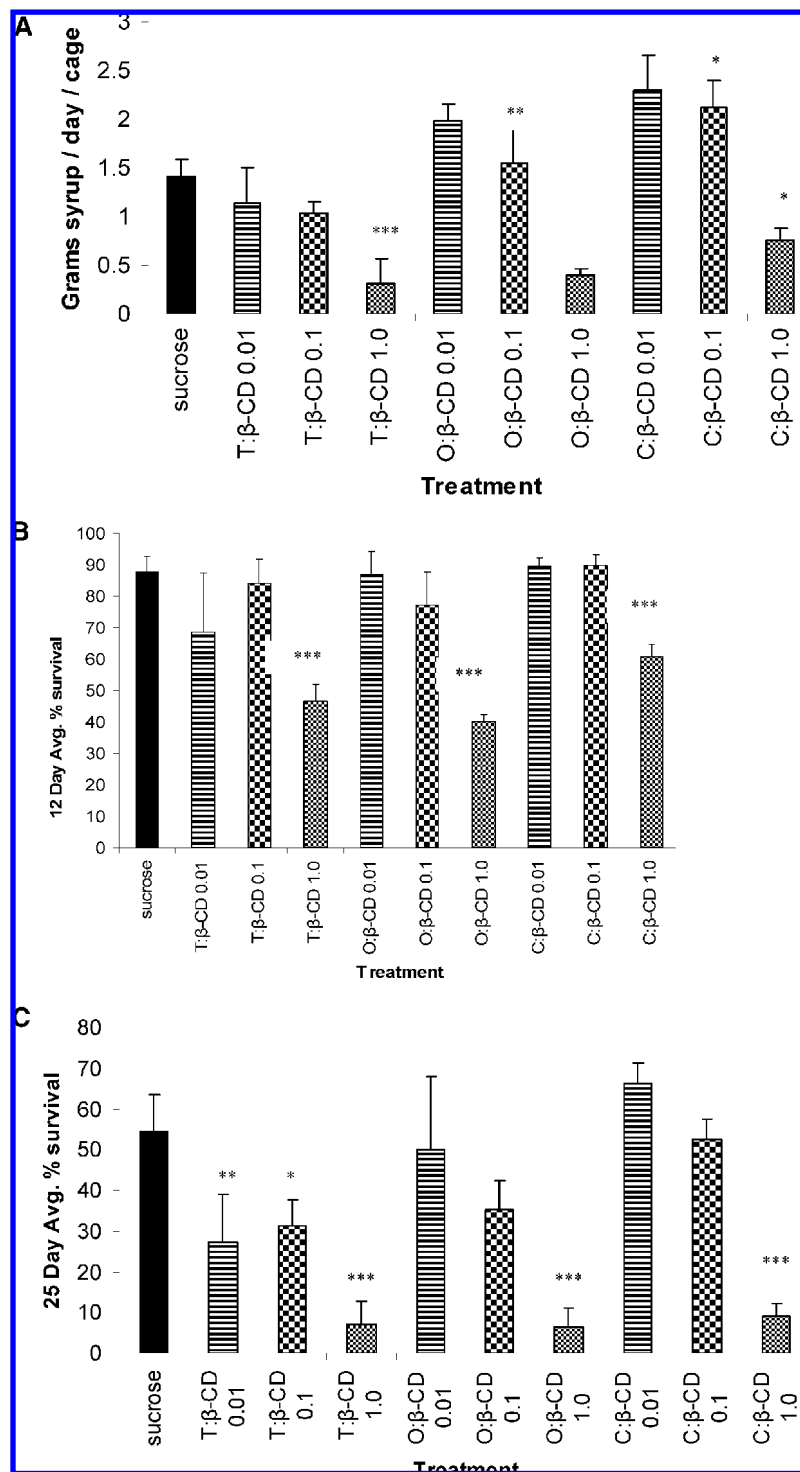 A
Grams syrup / day / cage
3
2.5
2
1.5
1
0.5
0
***
**
*
*
sucrose
T:β-CD 0.01
T:β-CD 0.1
T:β-CD 1.0
O:β-CD 0.01
O:β-CD 0.1
O:β-CD 1.0
C:β-CD 0.01
C:β-CD 0.1
C:β-CD 1.0
Treatment
B
12 Day Avg. % survival
100
90
80
70
60
50
40
30
20
10
0
***
***
***
sucrose
T:β-CD 0.01
T:β-CD 0.1
T:β-CD 1.0
O:β-CD 0.01
O:β-CD 0.1
O:β-CD 1.0
C:β-CD 0.01
C:β-CD 0.1
C:β-CD 1.0
Treatment
C
25 Day Avg. % survival
80
70
60
50
40
30
20
10
0
**
*
***
***
***
sucrose
T:β-CD
0.01
T:β-CD
0.1
T:β-CD
1.0
O:β-CD
0.01
O:β-CD
0.1
O:β-CD
1.0
C:β-CD
0.01
C:β-CD
0.1
C:β-CD
1.0
Treatment